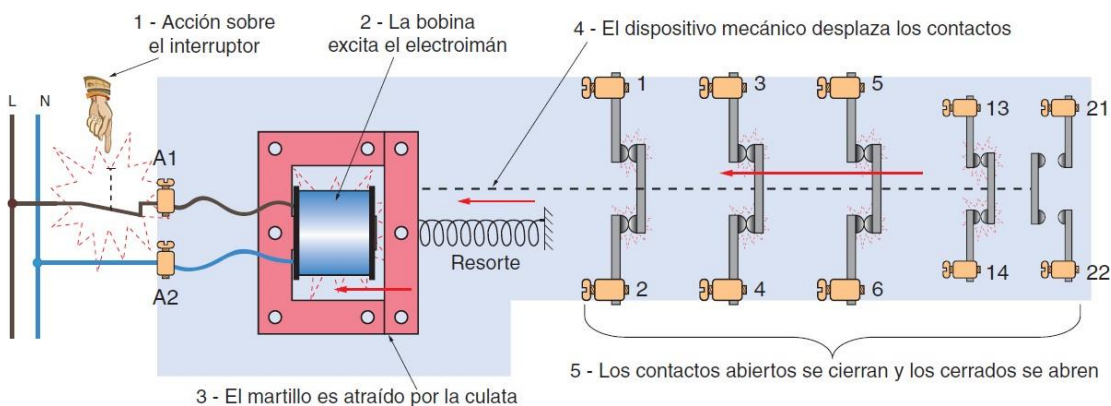 1 - Acción sobre
el interruptor
2 - La bobina
excita el electroimán
4 - El dispositivo mecánico desplaza los contactos
L
N
A1
A2
1
3
5
13
21
Resorte
2
4
6
14
22
3 - El martillo es atraído por la culata
5 - Los contactos abiertos se cierran y los cerrados se abren